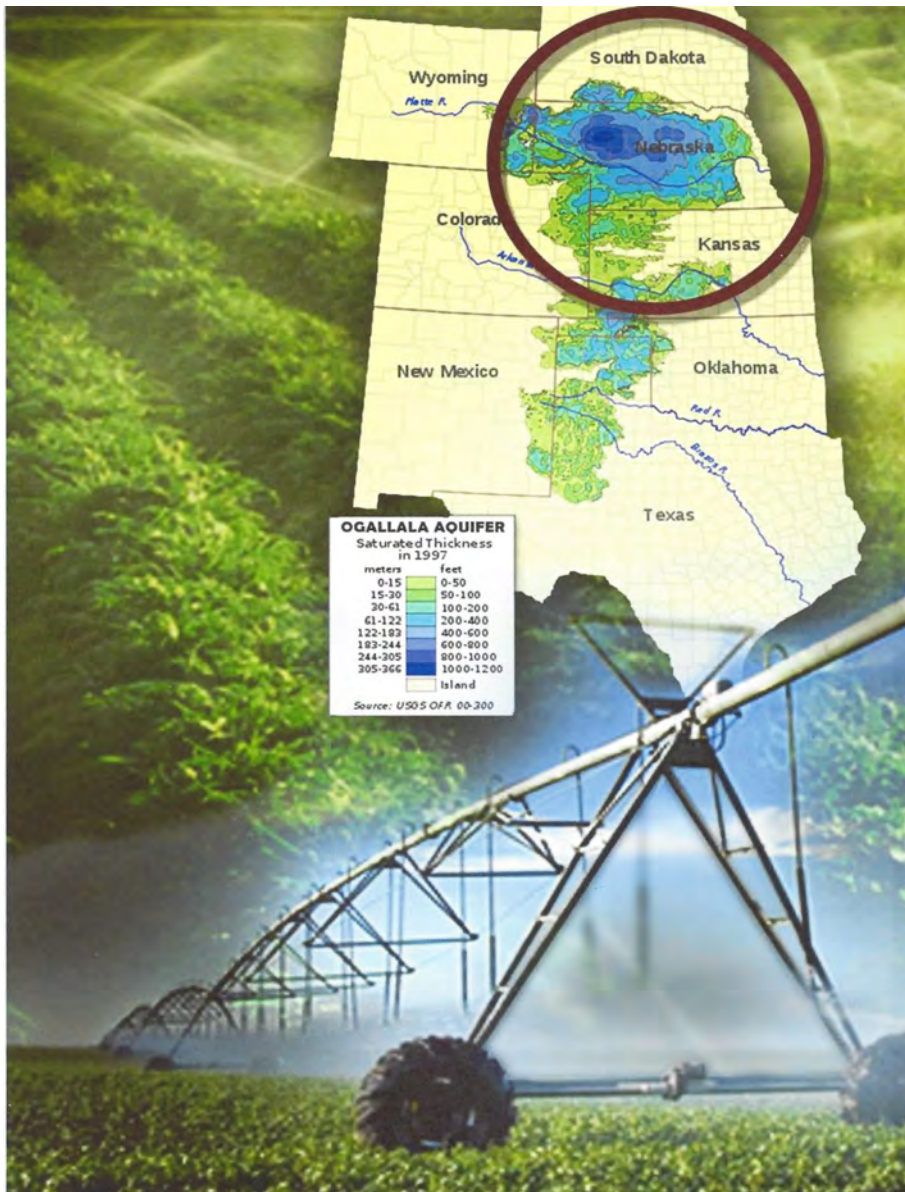 South Dakota
Wyoming
Platte R.
Nebraska
Colorad
Kansas
Arkan
New Mexico
Oklahoma
Red R.
Brazos R.
Texas
OGALLALA AQUIFER
Saturated Thickness
in 1997
meters feet
0-15 0-50
15-30 50-100
30-61 100-200
61-122 200-400
122-183 400-600
183-244 600-800
244-305 800-1000
305-366 1000-1200
Island
Source: USGS OFR 00-300